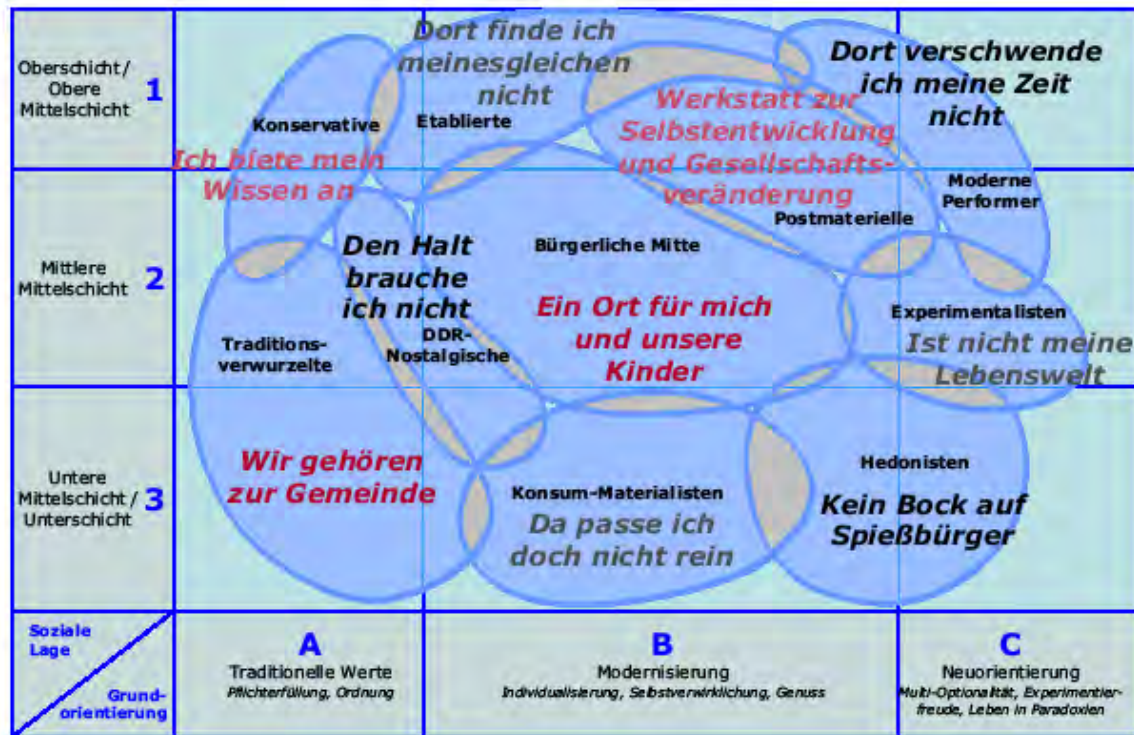 Oberschicht /
Obere
Mittelschicht
1
Dort finde ich
meinesgleichen
nicht
Etablierte
Konservative
Ich biete mein
Wissen an
Werkstatt zur
Selbstentwicklung
und Gesellschafts-
veränderung
Postmaterielle
Dort verschwende
ich meine Zeit
nicht
Moderne
Performer
Mittlere
Mittelschicht
2
Den Halt
brauche
ich nicht
DDR-
Nostalgische
Traditions-
verwurzelte
Bürgerliche Mitte
Ein Ort für mich
und unsere
Kinder
Experimentalisten
Ist nicht meine
Lebenswelt
Untere
Mittelschicht /
Unterschicht
3
Wir gehören
zur Gemeinde
Konsum-Materialisten
Da passe ich
doch nicht rein
Hedonisten
Kein Bock auf
Spießbürger
Soziale
Lage
Grund-
orientierung
A
Traditionelle Werte
Pflichterfüllung, Ordnung
B
Modernisierung
Individualisierung, Selbstverwirklichung, Genuss
C
Neuorientierung
Multi-Optionalität, Experimentier-
freude, Leben in Paradoxien